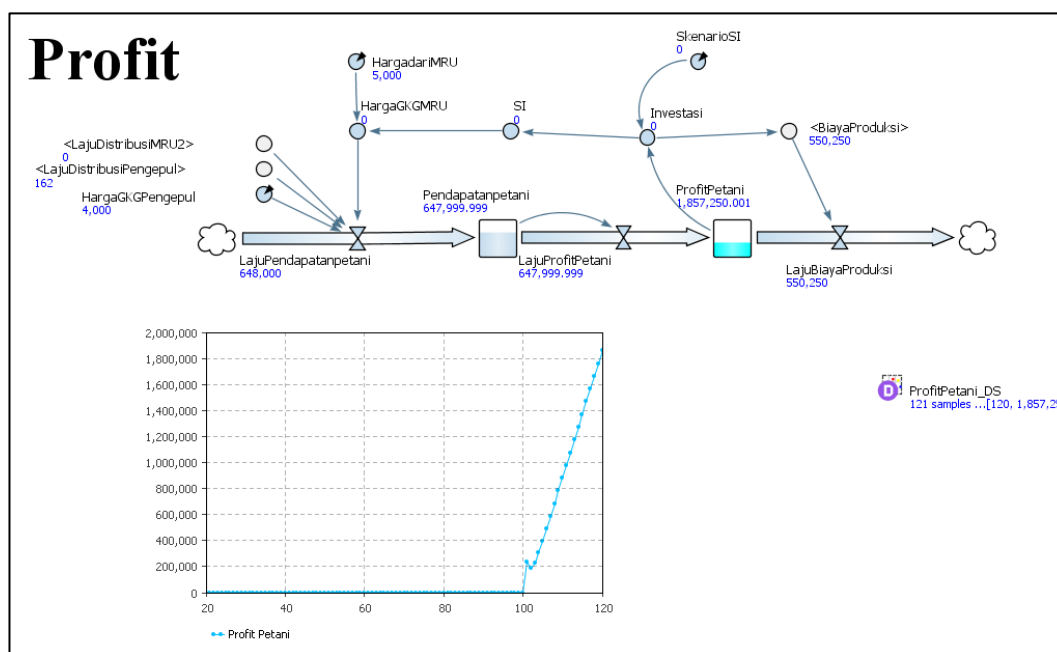 Profit
SkenarioSI
0
HargadariMRU
5,000
HargaGKGMRU
0
SI
0
Investasi
0
<BiayaProduksi>
550,250
<LajuDistribusiMRU2>
0
<LajuDistribusiPengepul>
162
HargaGKGPengepul
4,000
Pendapatanpetani
647,999.999
ProfitPetani
1,857,250.001
LajuPendapatanpetani
648,000
LajuProfitPetani
647,999.999
LajuBiayaProduksi
550,250
2,000,000
1,800,000
1,600,000
1,400,000
1,200,000
1,000,000
800,000
600,000
400,000
200,000
0
20 40 60 80 100 120
Profit Petani
D
ProfitPetani_DS
121 samples ...[120, 1,857,25